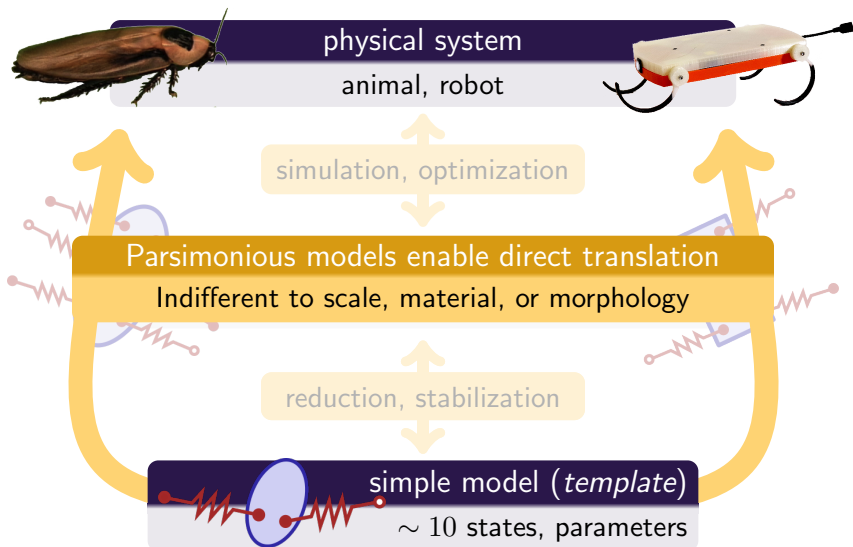 physical system
animal, robot
simulation, optimization
Parsimonious models enable direct translation
Indifferent to scale, material, or morphology
reduction, stabilization
simple model (template)
∼ 10 states, parameters